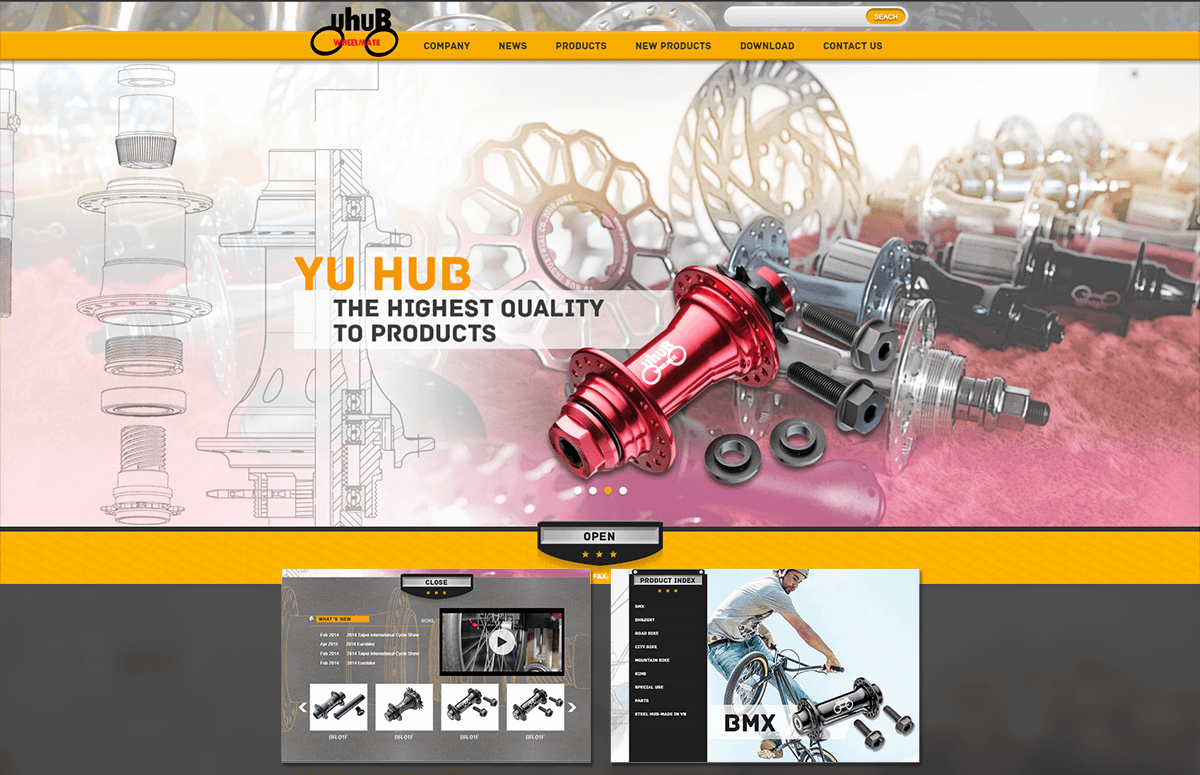 uhuB
WHEELMATE
SEACH
COMPANY
NEWS
PRODUCTS
NEW PRODUCTS
DOWNLOAD
CONTACT US
YU HUB
THE HIGHEST QUALITY
TO PRODUCTS
uhuB
OPEN
FAX:
CLOSE
WHAT'S NEW
MORE
Feb 2014 2014 Taipei International Cycle Show
Apr 2015 2014 Eurobike
Feb 2014 2014 Taipei International Cycle Show
Feb 2014 2014 Eurobike
BR-01F
BR-01F
BR-01F
BR-01F
PRODUCT INDEX
BMX
DH&DIRT
ROAD BIKE
CITY BIKE
MOUNTAIN BIKE
RIMS
SPECIAL USE
PARTS
STEEL HUB-MADE IN VN
BMX